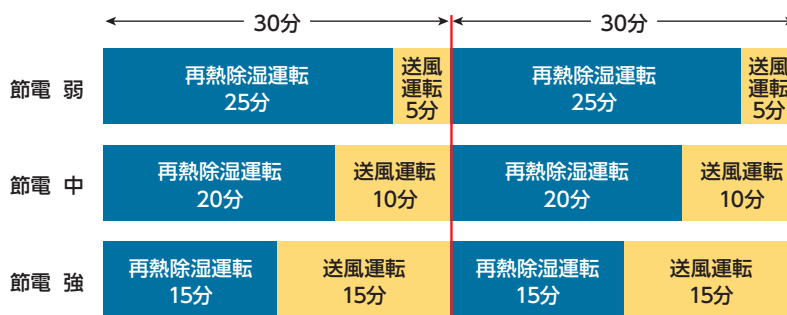 30分 30分
節電 弱
再熱除湿運転
25分
送風
運転
5分
再熱除湿運転
25分
送風
運転
5分
節電 中
再熱除湿運転
20分
送風運転
10分
再熱除湿運転
20分
送風運転
10分
節電 強
再熱除湿運転
15分
送風運転
15分
再熱除湿運転
15分
送風運転
15分